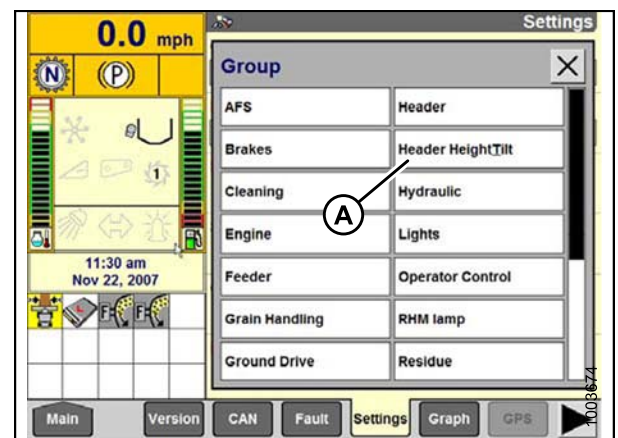 0.0 mph
Settings
N
(P)
1
11:30 am
Nov 22, 2007
F
F
Group
X
AFS
Header
Brakes
Header HeightTilt
Cleaning
Hydraulic
A
Engine
Lights
Feeder
Operator Control
Grain Handling
RHM lamp
Ground Drive
Residue
Main
Version
CAN
Fault
Settings
Graph
GPS
1003674